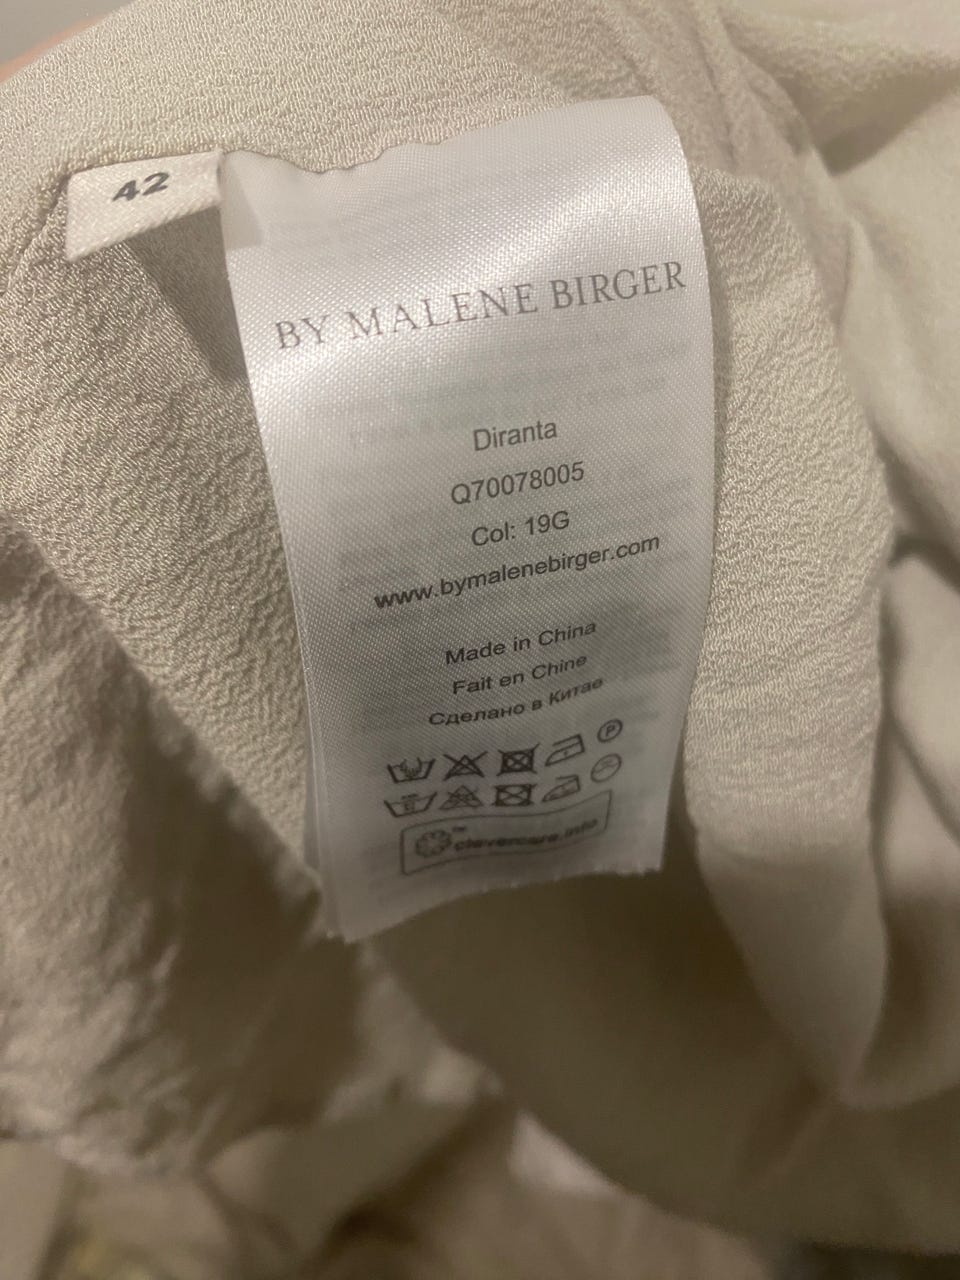 42
BY MALENE BIRGER
Diranta
Q70078005
Col: 19G
www.bymalenebirger.com
Made in China
Fait en Chine
Сделано в Китае
P
clevercare.info